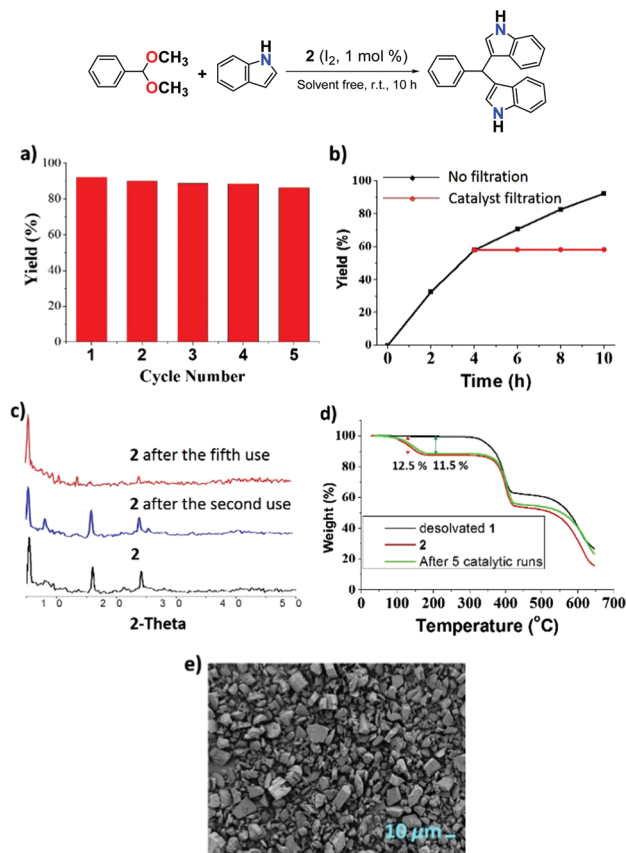 H
N
OCH₃
OCH₃
+
H
N
2 (I₂, 1 mol %)
Solvent free, r.t., 10 h
N
H
a)
100
80
60
40
20
0
Yield (%)
1 2 3 4 5
Cycle Number
b)
No filtration
Catalyst filtration
100
80
60
40
20
0
Yield (%)
0 2 4 6 8 10
Time (h)
c)
2 after the fifth use
2 after the second use
2
1 0 2 0 3 0 4 0 5 0
2-Theta
d)
100
80
60
40
20
0
Weight (%)
12.5 % 11.5 %
desolvated 1
2
After 5 catalytic runs
0 100 200 300 400 500 600 700
Temperature (°C)
e)
10 µm